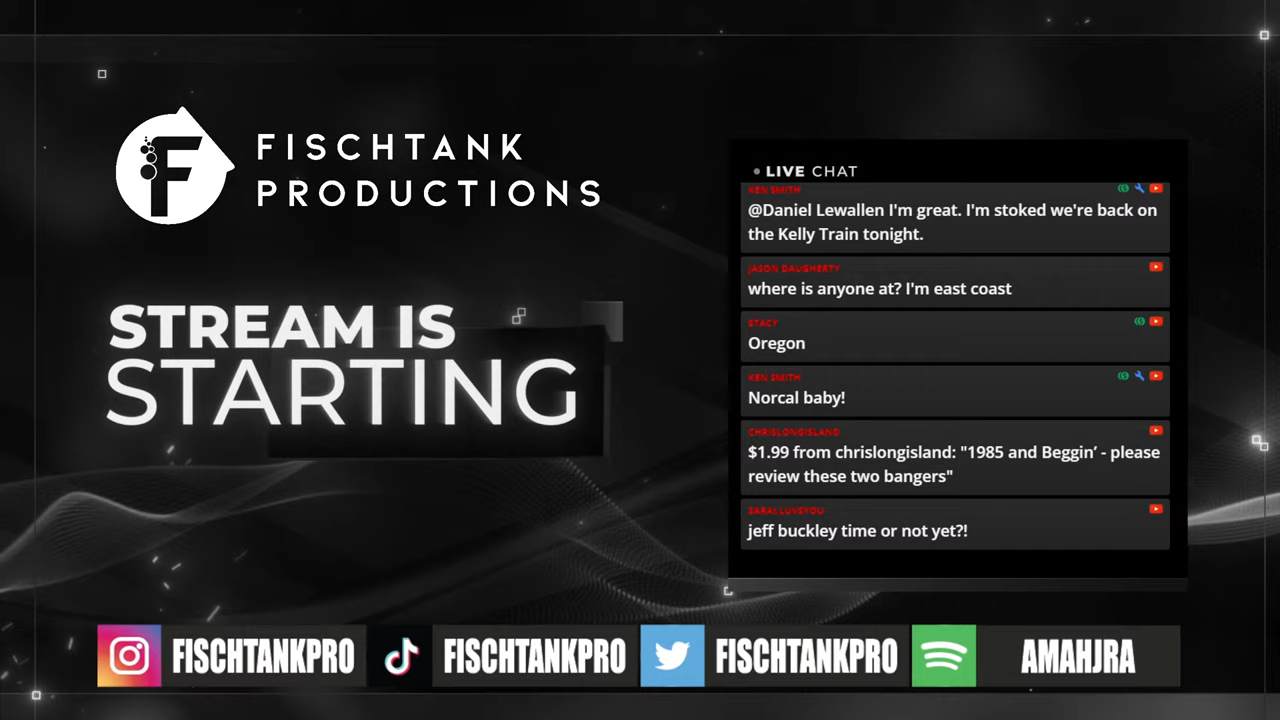 F
FISCHTANK
PRODUCTIONS
STREAM IS
STARTING
LIVE CHAT
KEN SMITH
@Daniel Lewallen I'm great. I'm stoked we're back on
the Kelly Train tonight.
JASON DAUGHERTY
where is anyone at? I'm east coast
STACY
Oregon
KEN SMITH
Norcal baby!
CHRISLONGISLAND
$1.99 from chrislongisland: "1985 and Beggin’ - please
review these two bangers"
SARAILUVSYOU
jeff buckley time or not yet?!
FISCHTANKPRO
FISCHTANKPRO
FISCHTANKPRO
AMAHJRA